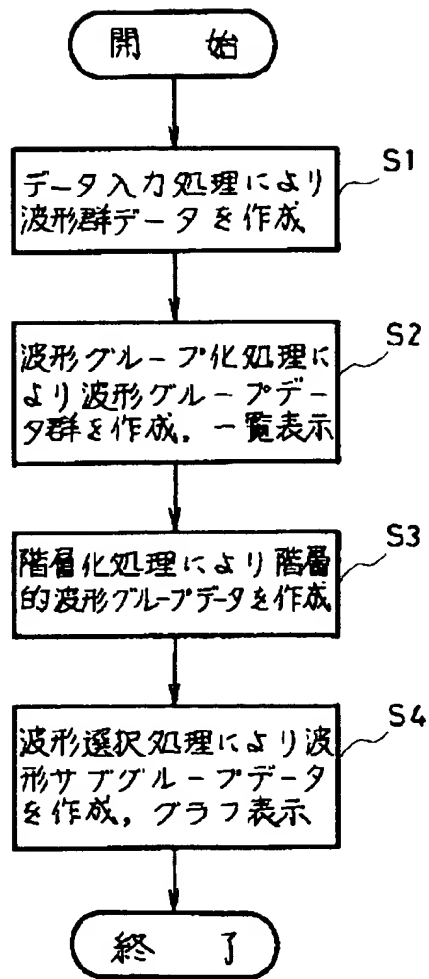 開 始
S1
データ入力処理により
波形群データを作成
S2
波形グループ化処理に
より波形グループデー
タ群を作成．一覧表示
S3
階層化処理により階層
的波形グループデータを作成
S4
波形選択処理により波
形サブグループデータ
を作成，グラフ表示
終 了